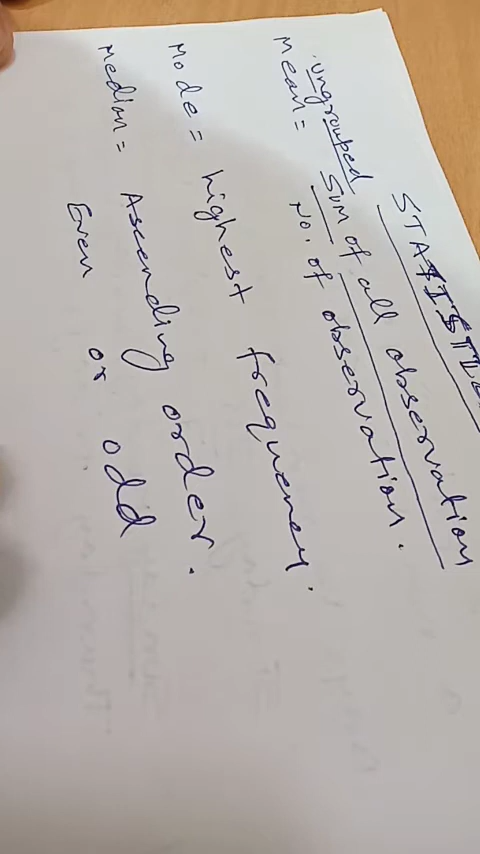 STATISTIC
Ungrouped
Mean = Sum of all observation
No. of observation.
Mode = highest frequency.
Median = Ascending order.
Even or odd